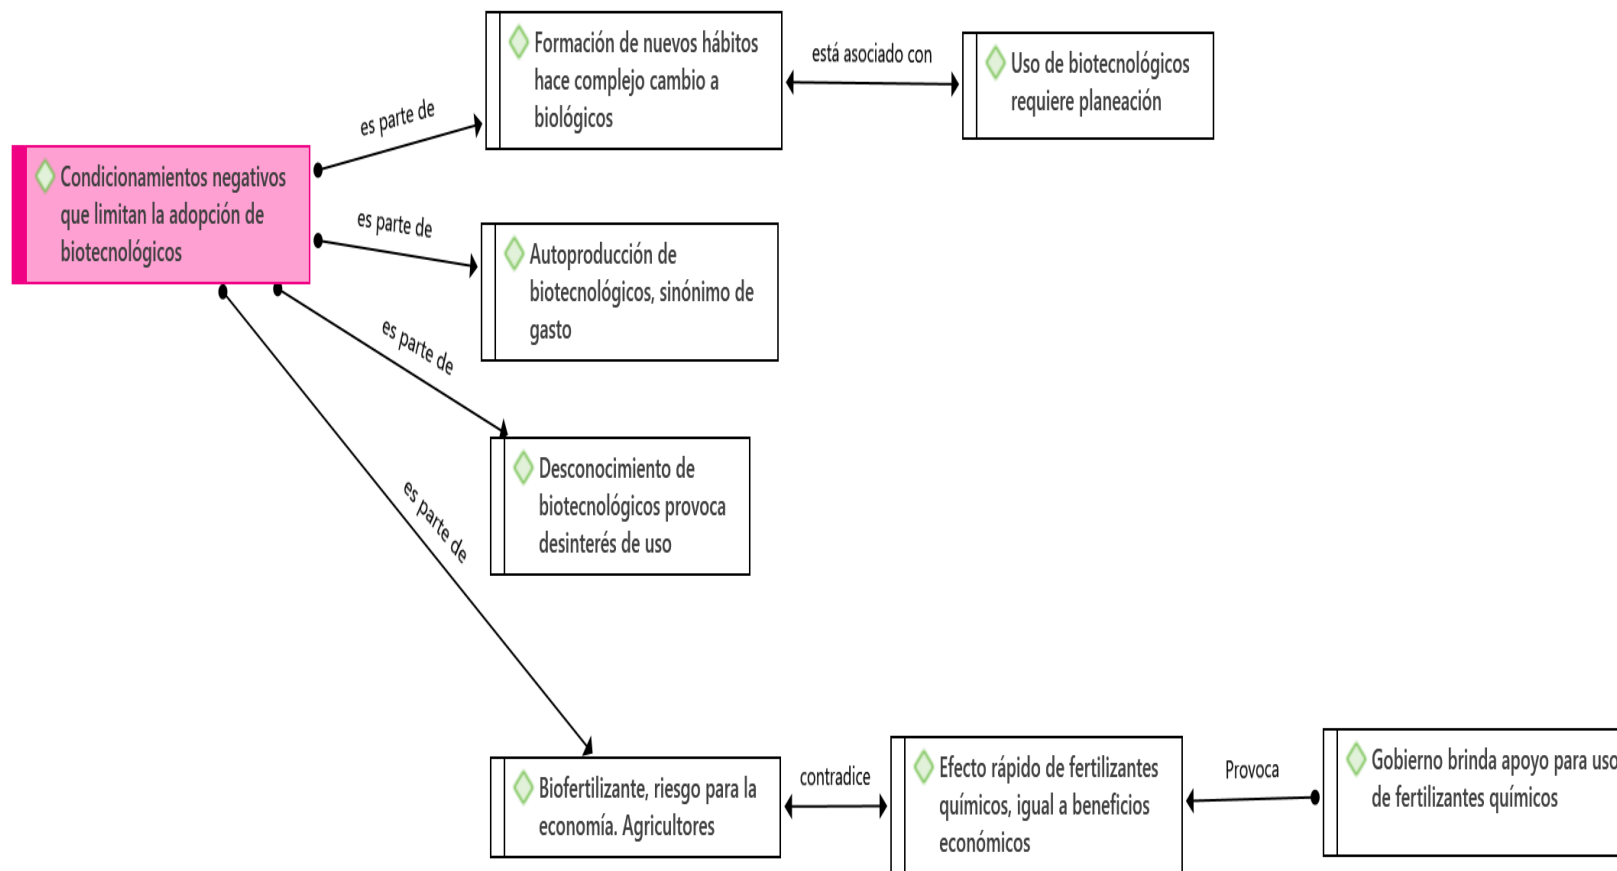 Formación de nuevos hábitos
hace complejo cambio a
biológicos
está asociado con
Uso de biotecnológicos
requiere planeación
es parte de
Condicionamientos negativos
que limitan la adopción de
biotecnológicos
es parte de
Autoproducción de
biotecnológicos, sinónimo de
gasto
es parte de
Desconocimiento de
biotecnológicos provoca
desinterés de uso
es parte de
Biofertilizante, riesgo para la
economía. Agricultores
contradice
Efecto rápido de fertilizantes
químicos, igual a beneficios
económicos
Provoca
Gobierno brinda apoyo para uso
de fertilizantes químicos